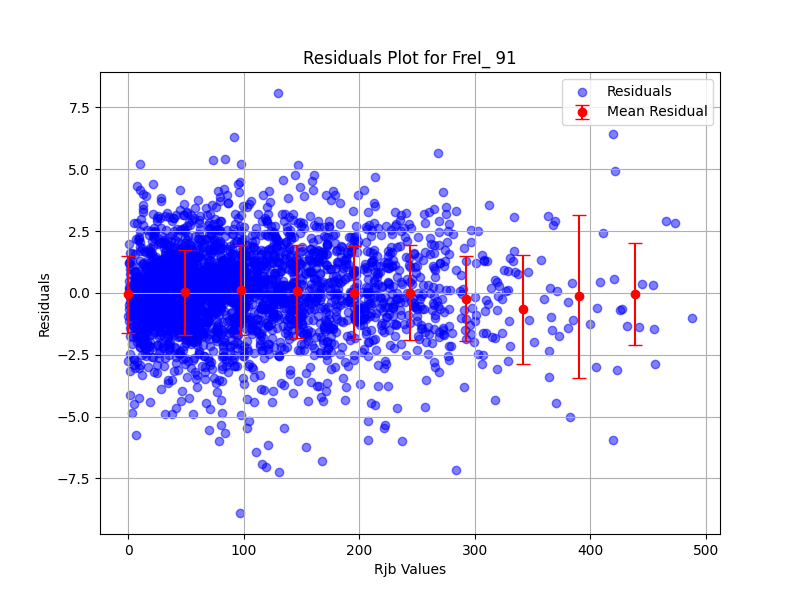 Residuals Plot for FreI_ 91
Residuals
Mean Residual
7.5
5.0
2.5
0.0
−2.5
−5.0
−7.5
Residuals
0 100 200 300 400 500
Rjb Values